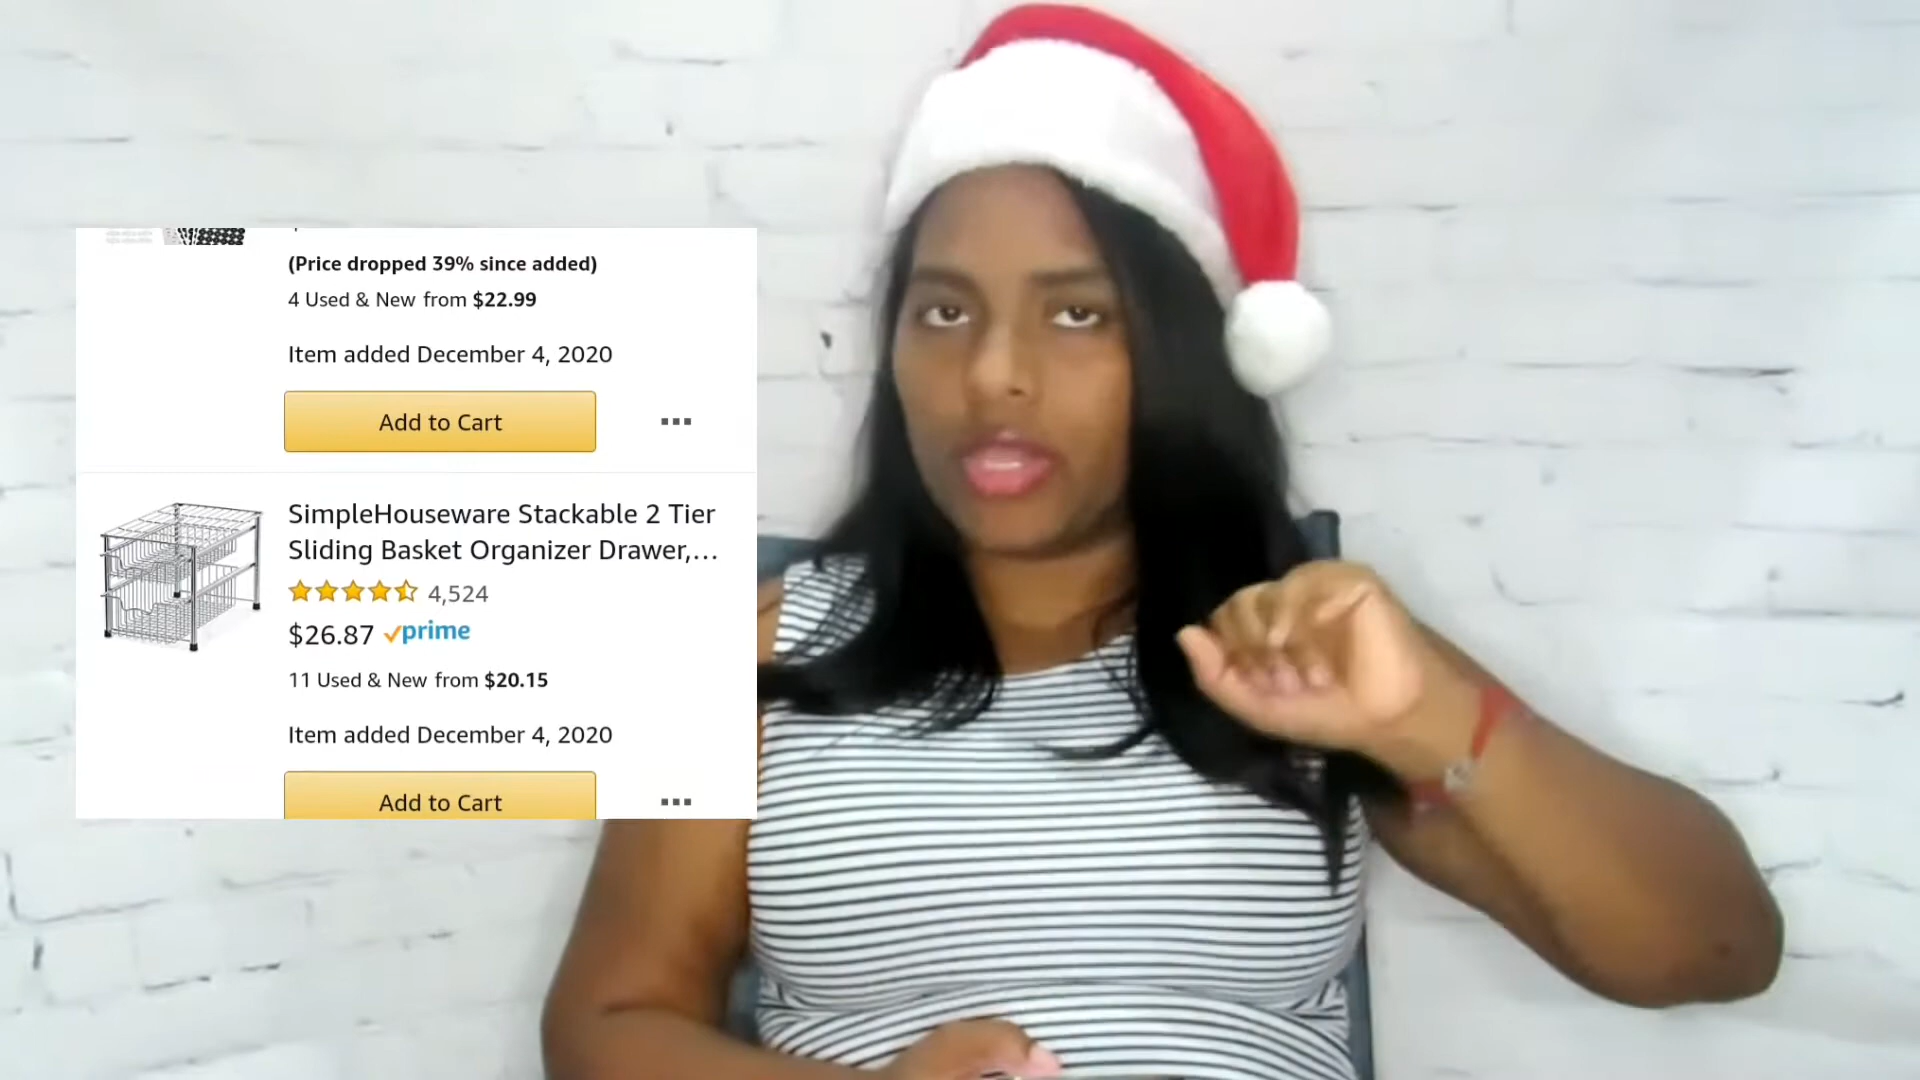 (Price dropped 39% since added)
4 Used & New from $22.99
Item added December 4, 2020
Add to Cart
SimpleHouseware Stackable 2 Tier
Sliding Basket Organizer Drawer,...
4,524
$26.87 prime
11 Used & New from $20.15
Item added December 4, 2020
Add to Cart